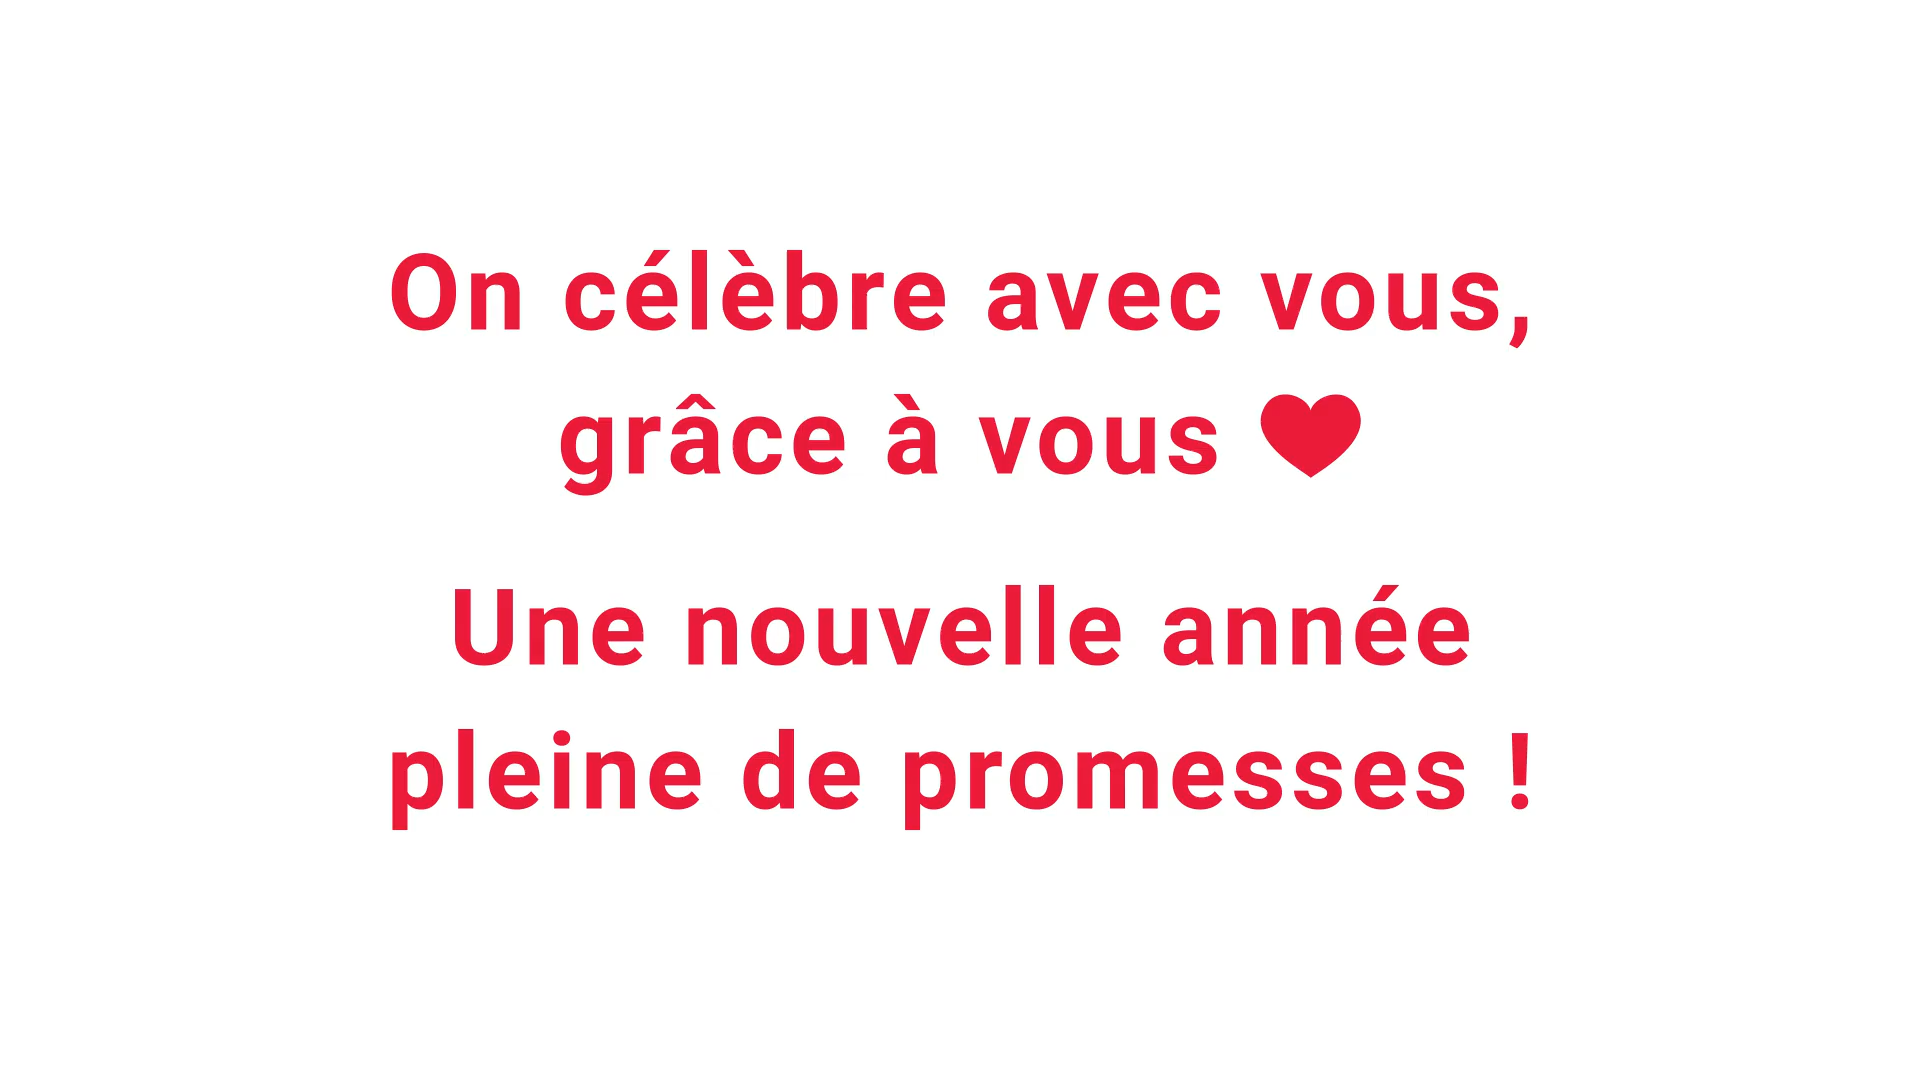 On célèbre avec vous,
grâce à vous ♥
Une nouvelle année
pleine de promesses !